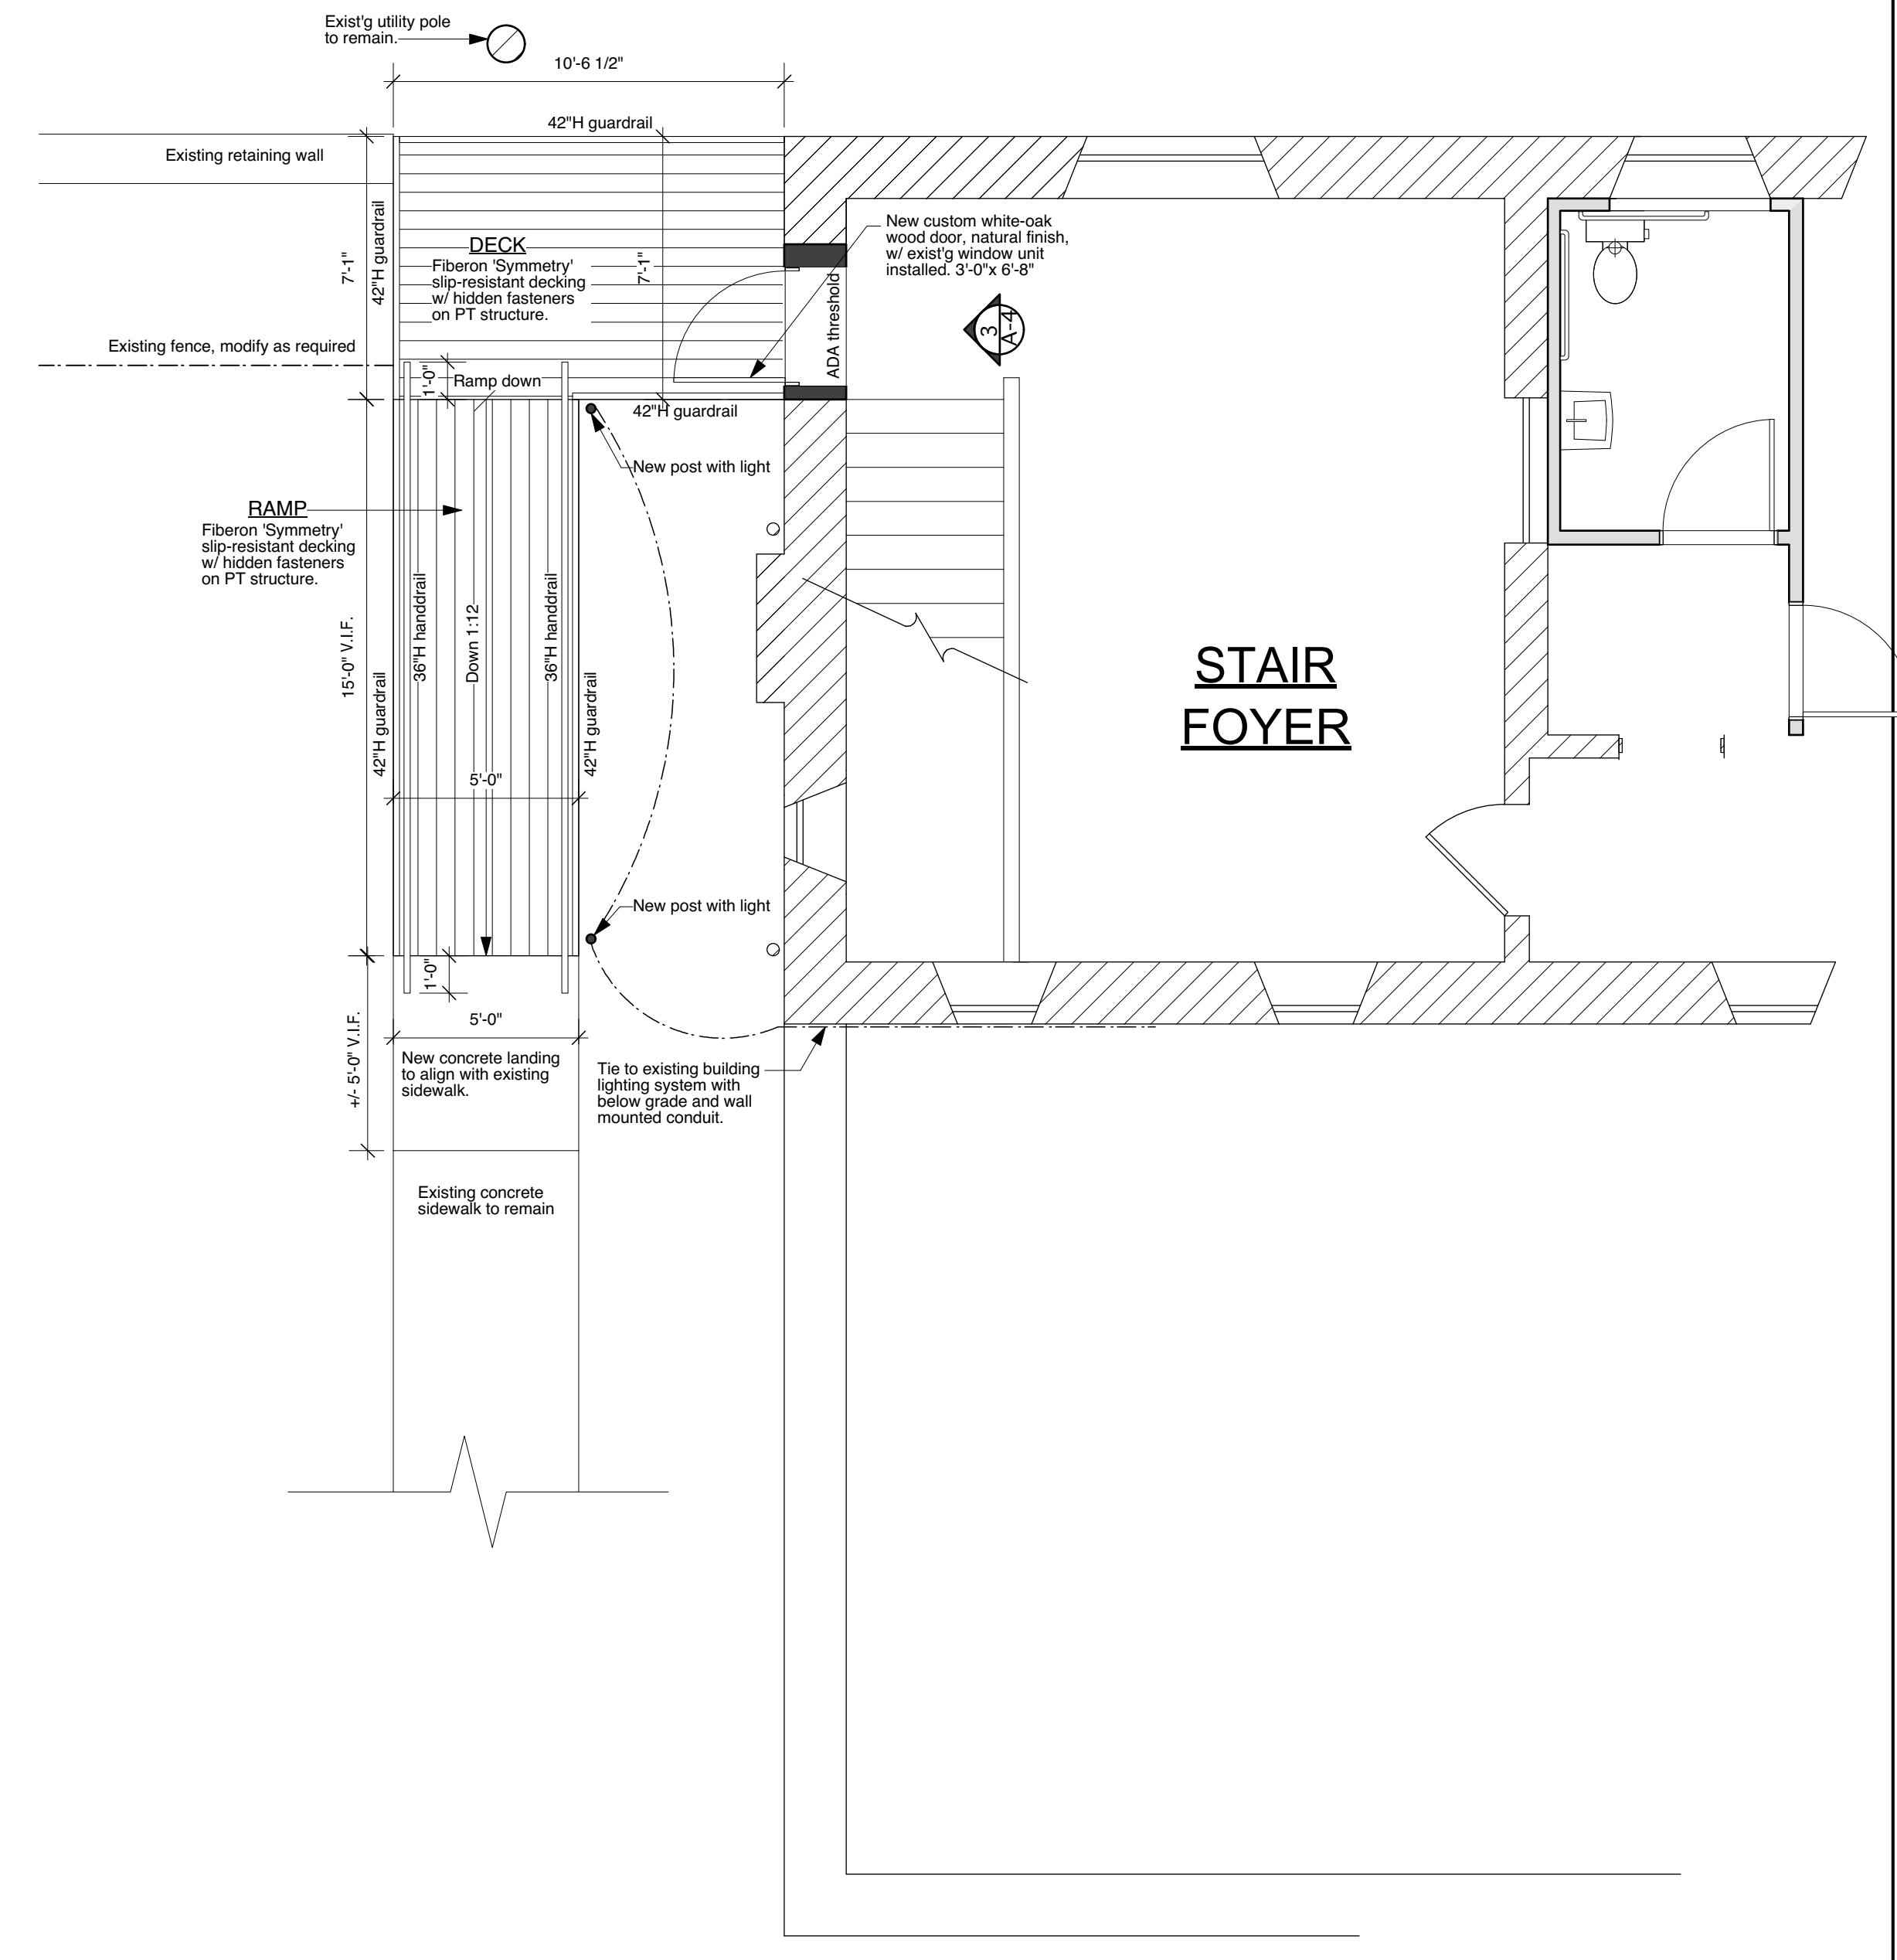 Exist'g utility pole
to remain.
10'-6 1/2"
42"H guardrail
Existing retaining wall
7'-1"
42"H guardrail
DECK
Fiberon 'Symmetry'
slip-resistant decking
w/ hidden fasteners
on PT structure.
7'-1"
New custom white-oak
wood door, natural finish,
w/ exist'g window unit
installed. 3'-0"x 6'-8"
ADA threshold
3
A-4
Existing fence, modify as required
1'-0"
Ramp down
42"H guardrail
New post with light
RAMP
Fiberon 'Symmetry'
slip-resistant decking
w/ hidden fasteners
on PT structure.
15'-0" V.I.F.
42"H guardrail
36"H handdrail
Down 1:12
36"H handdrail
42"H guardrail
5'-0"
STAIR
FOYER
New post with light
1'-0"
5'-0"
+/- 5'-0" V.I.F.
New concrete landing
to align with existing
sidewalk.
Tie to existing building
lighting system with
below grade and wall
mounted conduit.
Existing concrete
sidewalk to remain